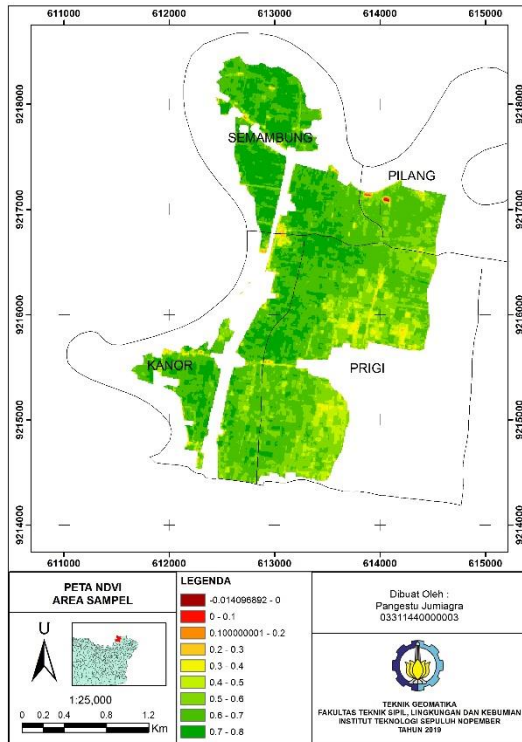 611000 612000 613000 614000 615000
9218000 9218000
SEMAMBUNG
PILANG
9217000 9217000
9216000 9216000
KANOR
PRIGI
9215000 9215000
9214000 9214000
611000 612000 613000 614000 615000
PETA NDVI
AREA SAMPEL
U
1:25,000
0 0.2 0.4 0.8 1.2
Km
LEGENDA
-0.014096892 - 0
0 - 0.1
0.100000001 - 0.2
0.2 - 0.3
0.3 - 0.4
0.4 - 0.5
0.5 - 0.6
0.6 - 0.7
0.7 - 0.8
Dibuat Oleh :
Pangestu Jumiagra
03311440000003
TEKNIK GEOMATIKA
FAKULTAS TEKNIK SIPIL, LINGKUNGAN DAN KEBUMIAN
INSTITUT TEKNOLOGI SEPULUH NOPEMBER
TAHUN 2019